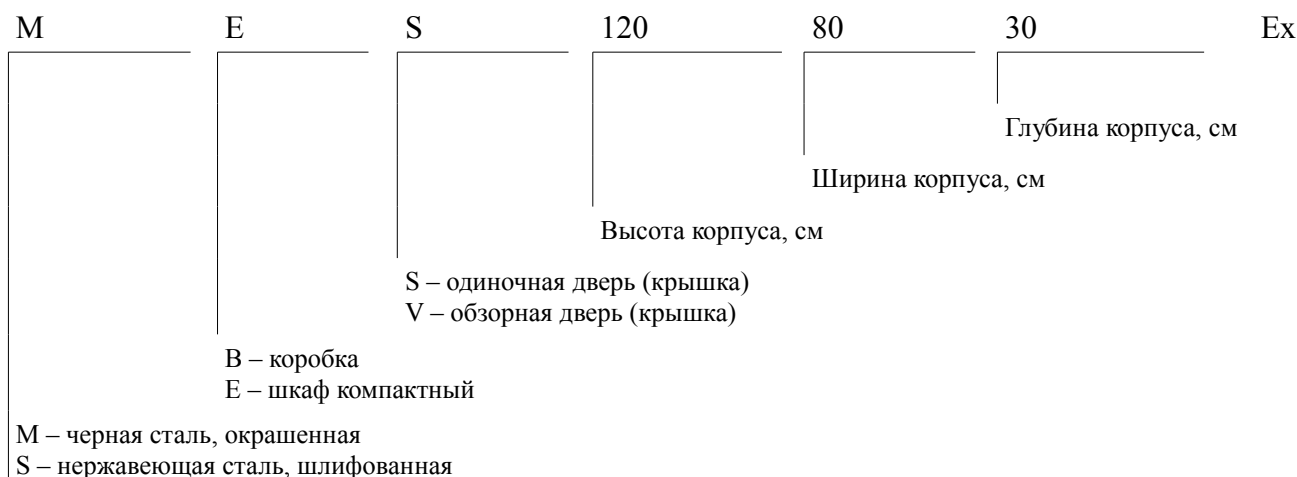 M E S 120 80 30 Ex
Глубина корпуса, см
Ширина корпуса, см
Высота корпуса, см
S – одиночная дверь (крышка)
V – обзорная дверь (крышка)
B – коробка
E – шкаф компактный
M – черная сталь, окрашенная
S – нержавеющая сталь, шлифованная